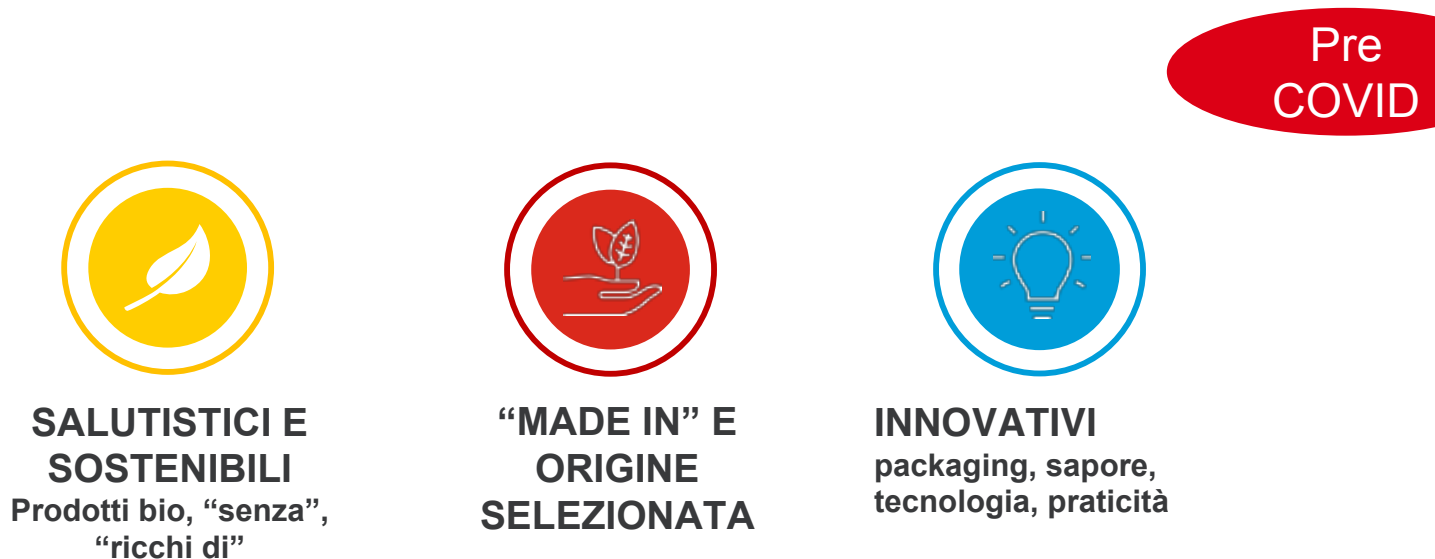 Pre
COVID
SALUTISTICI E
SOSTENIBILI
Prodotti bio, “senza”,
“ricchi di”
“MADE IN” E
ORIGINE
SELEZIONATA
INNOVATIVI
packaging, sapore,
tecnologia, praticità